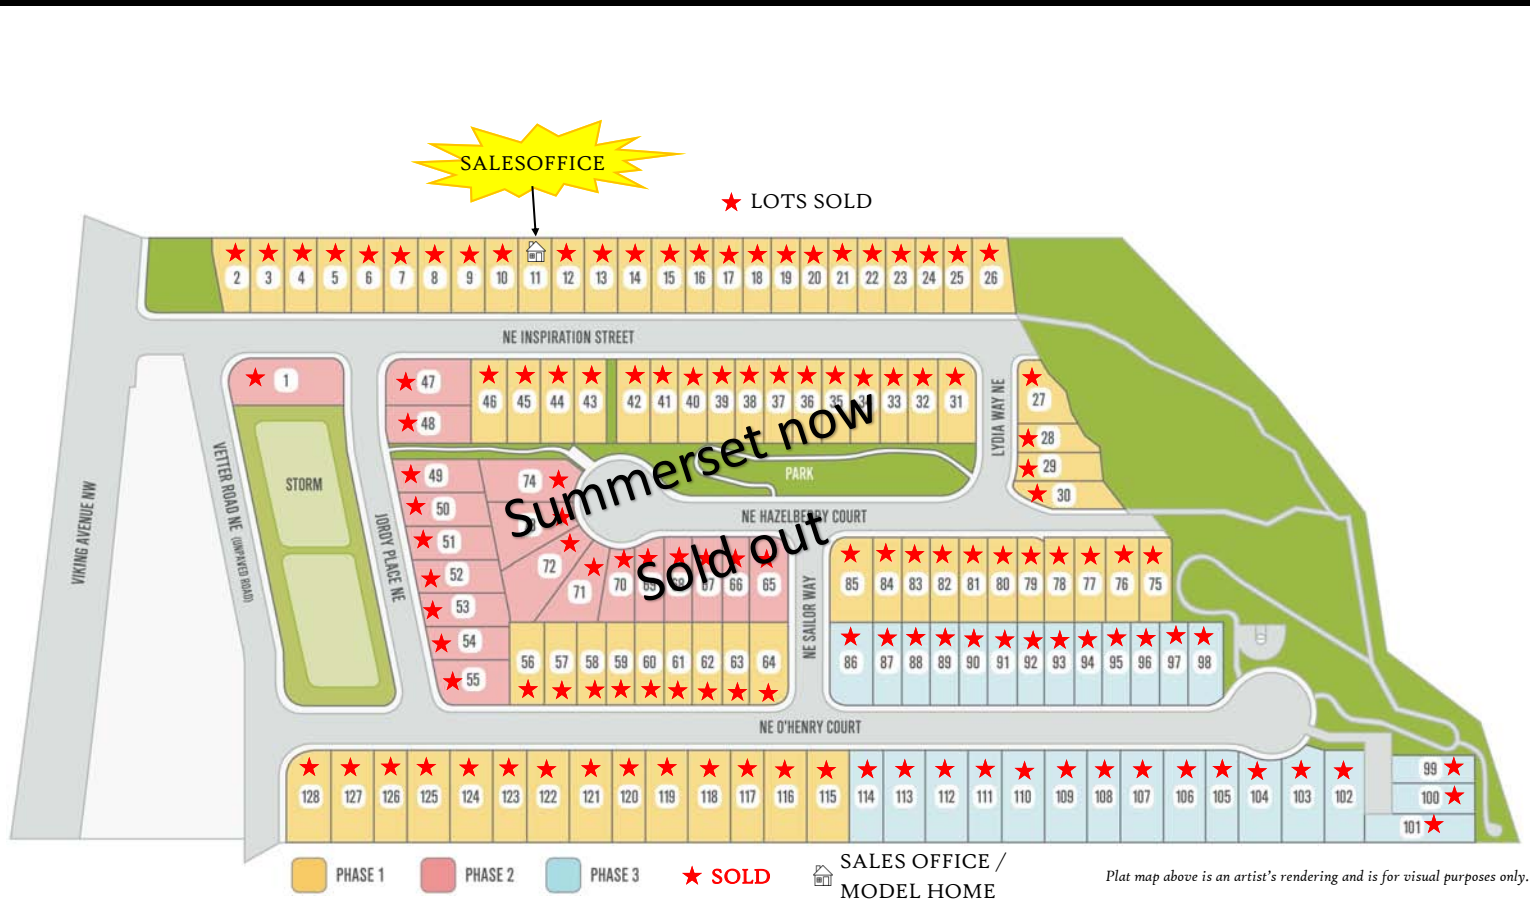 SALESOFFICE
LOTS SOLD
2 3 4 5 6 7 8 9 10 11 12 13 14 15 16 17 18 19 20 21 22 23 24 25 26
NE INSPIRATION STREET
1
47
46 45 44 43 42 41 40 39 38 37 36 35 34 33 32 31
27
48
28
29
30
LYDIA WAY NE
VETTER ROAD NE (UNPAVED ROAD)
STORM
VIKING AVENUE NW
JORDY PLACE NE
49
50
51
52
53
54
55
74
72
71
70 69 68 67 66 65
PARK
NE HAZELBERRY COURT
Summerset now
Sold out
NE SAILOR WAY
85 84 83 82 81 80 79 78 77 76 75
56 57 58 59 60 61 62 63 64
86 87 88 89 90 91 92 93 94 95 96 97 98
NE O'HENRY COURT
128 127 126 125 124 123 122 121 120 119 118 117 116 115 114 113 112 111 110 109 108 107 106 105 104 103 102
99
100
101
PHASE 1 PHASE 2 PHASE 3 SOLD
SALES OFFICE /
MODEL HOME
Plat map above is an artist's rendering and is for visual purposes only.